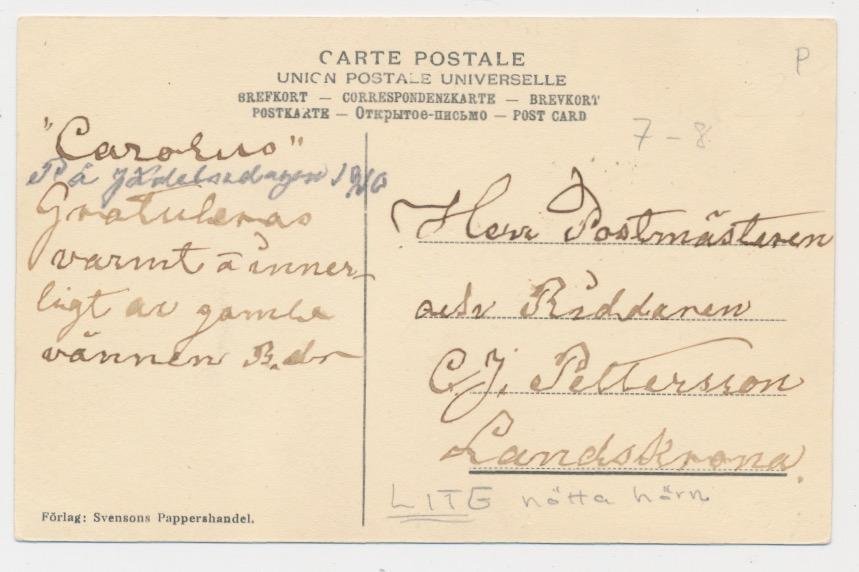 P
CARTE POSTALE
UNION POSTALE UNIVERSELLE
BREFKORT — CORRESPONDENZKARTE — BREVKORT
POSTKARTE — Открытое-письмо — POST CARD
7-8
"Carolus"
På födelsedagen 1910
Gratuleras
varmt å inner-
ligt av gamle
vännen
Herr Postmästaren
och Riddaren
C.J. Pettersson
Landskrona.
LITE nötta hörn
Förlag: Svensons Pappershandel.